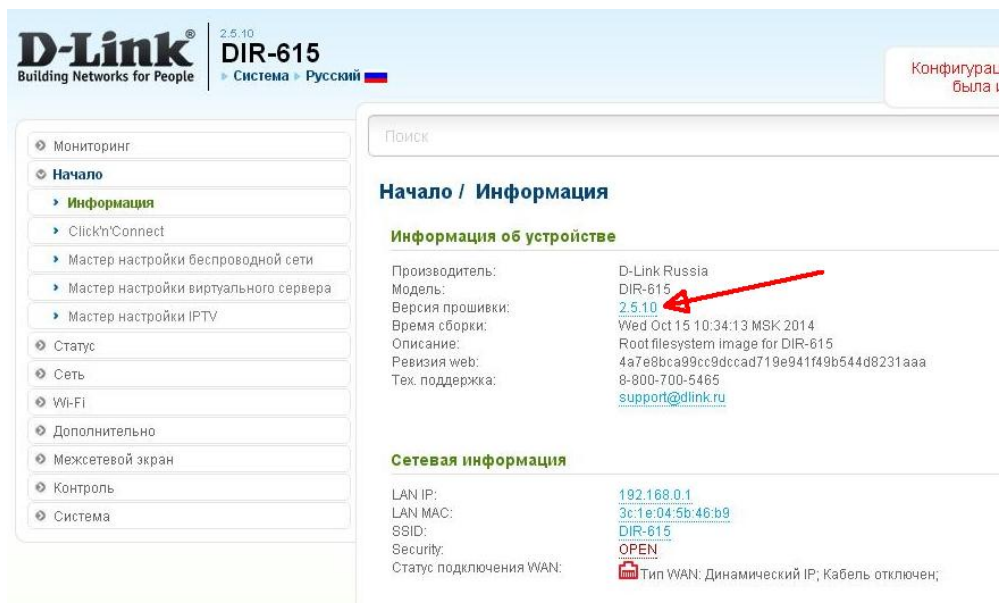 D-Link®
Building Networks for People
2.5.10
DIR-615
Система Русский
Конфигурац
была и
Мониторинг
Начало
Информация
Click'n'Connect
Мастер настройки беспроводной сети
Мастер настройки виртуального сервера
Мастер настройки IPTV
Статус
Сеть
Wi-Fi
Дополнительно
Межсетевой экран
Контроль
Система
Поиск
Начало / Информация
Информация об устройстве
Производитель: D-Link Russia
Модель: DIR-615
Версия прошивки: 2.5.10
Время сборки: Wed Oct 15 10:34:13 MSK 2014
Описание: Root filesystem image for DIR-615
Ревизия web: 4a7e8bca99cc9dccad719e941f49b544d8231aaa
Тех. поддержка: 8-800-700-5465
support@dlink.ru
Сетевая информация
LAN IP: 192.168.0.1
LAN MAC: 3c:1e:04:5b:46:b9
SSID: DIR-615
Security: OPEN
Статус подключения WAN: Тип WAN: Динамический IP; Кабель отключен;